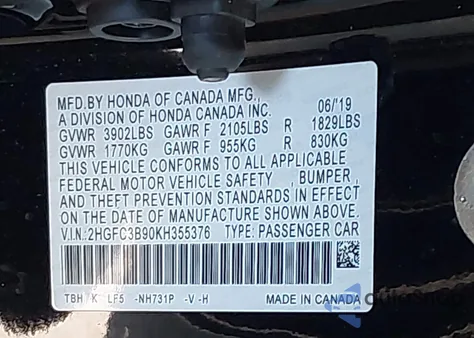 MFD.BY HONDA OF CANADA MFG., 06/'19
A DIVISION OF HONDA CANADA INC.
GVWR 3902LBS GAWR F 2105LBS R 1829LBS
GVWR 1770KG GAWR F 955KG R 830KG
THIS VEHICLE CONFORMS TO ALL APPLICABLE
FEDERAL MOTOR VEHICLE SAFETY , BUMPER ,
AND THEFT PREVENTION STANDARDS IN EFFECT
ON THE DATE OF MANUFACTURE SHOWN ABOVE.
V.I.N.:2HGFC3B90KH355376 TYPE: PASSENGER CAR
TBH7K LF5 -NH731P -V -H MADE IN CANADA